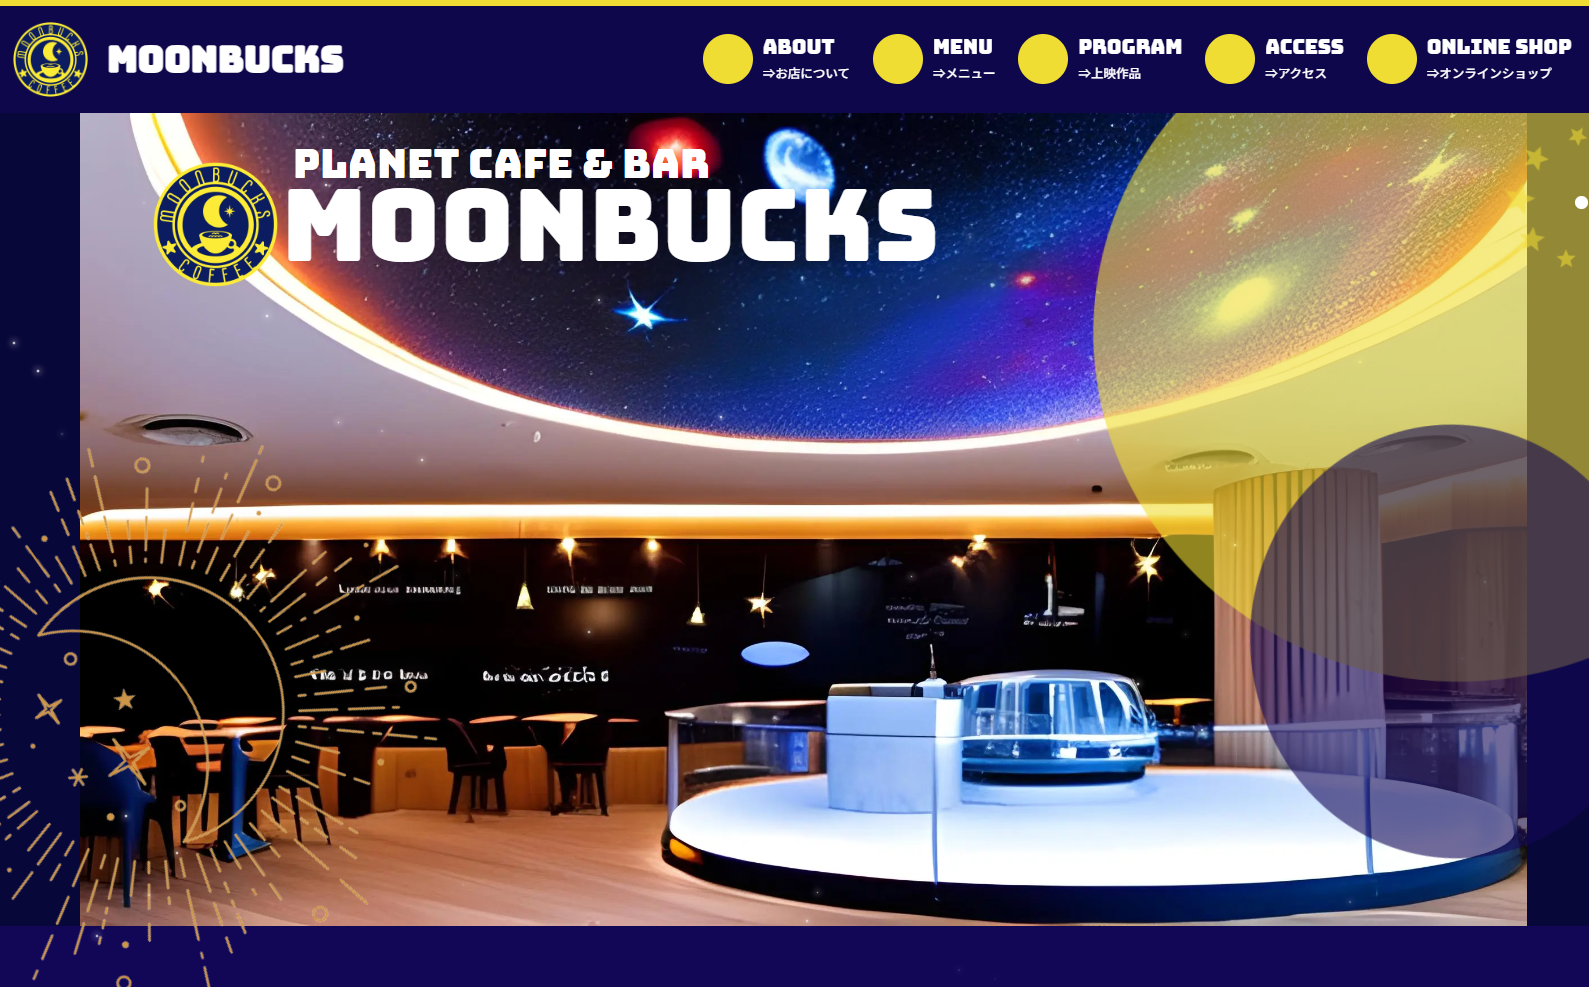 MOONBUCKS
COFFEE
MOONBUCKS
ABOUT
⇒お店について
MENU
⇒メニュー
PROGRAM
⇒上映作品
ACCESS
⇒アクセス
ONLINE SHOP
⇒オンラインショップ
PLANET CAFE & BAR
MOONBUCKS
MOONBUCKS
COFFEE